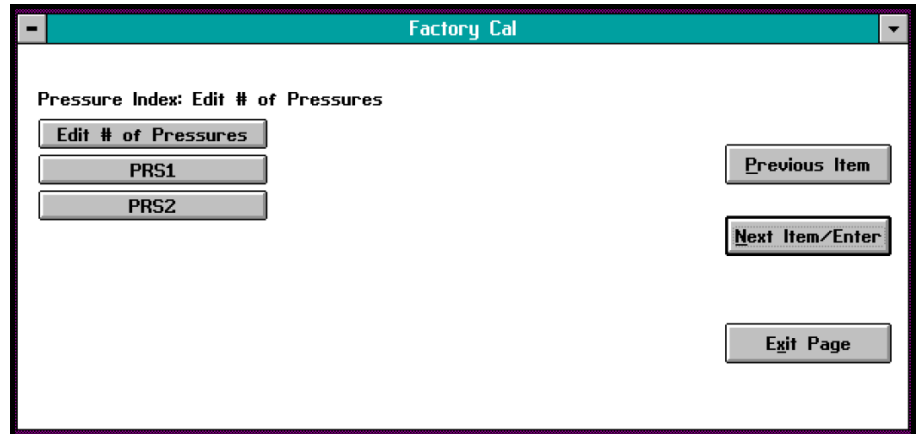 Factory Cal
Pressure Index: Edit # of Pressures
Edit # of Pressures
PRS1
PRS2
Previous Item
Next Item/Enter
Exit Page